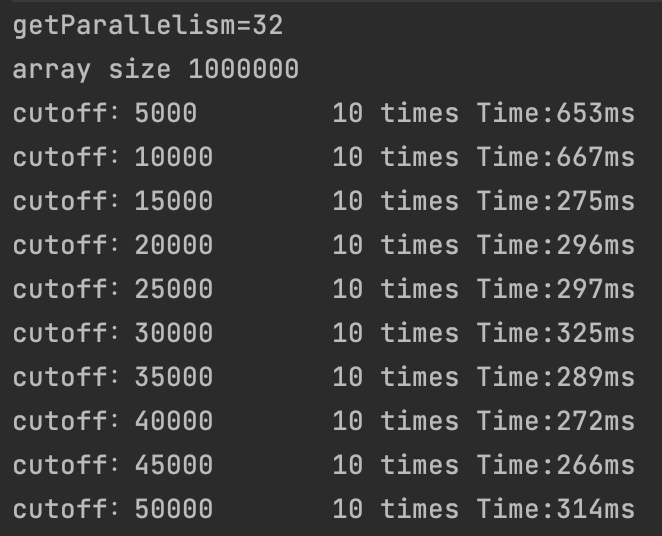 getParallelism=32
array size 1000000
cutoff: 5000 10 times Time:653ms
cutoff: 10000 10 times Time:667ms
cutoff: 15000 10 times Time:275ms
cutoff: 20000 10 times Time:296ms
cutoff: 25000 10 times Time:297ms
cutoff: 30000 10 times Time:325ms
cutoff: 35000 10 times Time:289ms
cutoff: 40000 10 times Time:272ms
cutoff: 45000 10 times Time:266ms
cutoff: 50000 10 times Time:314ms